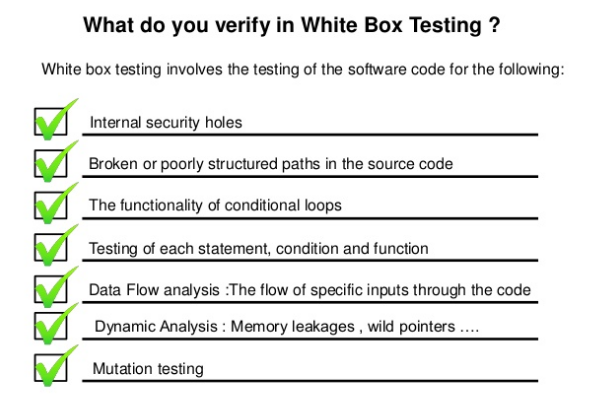 What do you verify in White Box Testing ?
White box testing involves the testing of the software code for the following:
Internal security holes
Broken or poorly structured paths in the source code
The functionality of conditional loops
Testing of each statement, condition and function
Data Flow analysis :The flow of specific inputs through the code
Dynamic Analysis : Memory leakages , wild pointers ….
Mutation testing